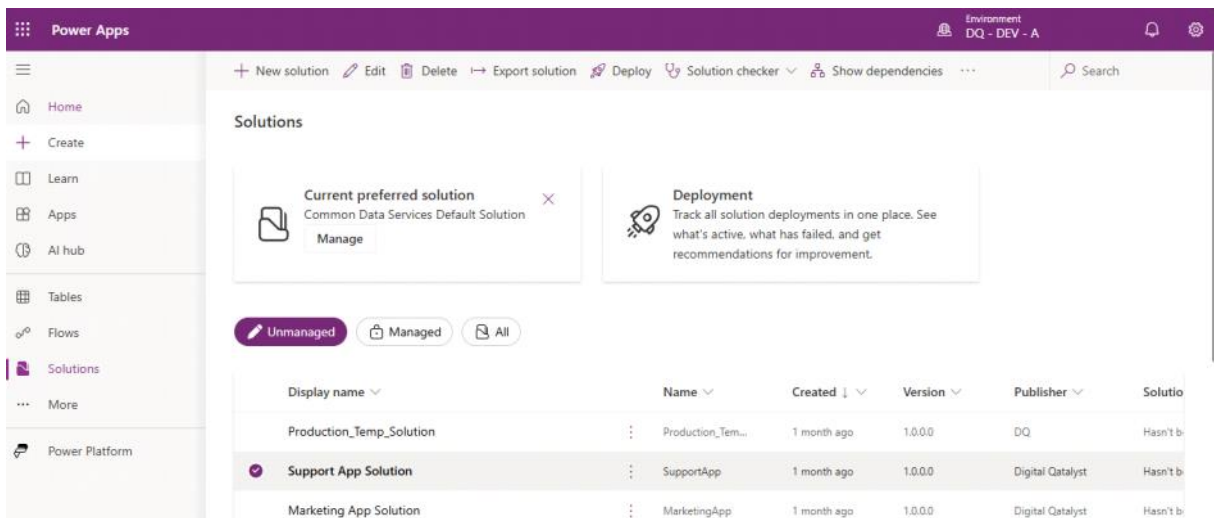 Power Apps
Environment
DQ - DEV - A
New solution Edit Delete Export solution Deploy Solution checker Show dependencies ... Search
Home
Create
Learn
Apps
AI hub
Tables
Flows
Solutions
More
Power Platform
Solutions
Current preferred solution
Common Data Services Default Solution
Manage
Deployment
Track all solution deployments in one place. See
what's active, what has failed, and get
recommendations for improvement.
Unmanaged Managed All
Display name Name Created ↓ Version Publisher Solutio
Production_Temp_Solution Production_Tem... 1 month ago 1.0.0.0 DQ Hasn't b
Support App Solution SupportApp 1 month ago 1.0.0.0 Digital Qatalyst Hasn't b
Marketing App Solution MarketingApp 1 month ago 1.0.0.0 Digital Qatalyst Hasn't b